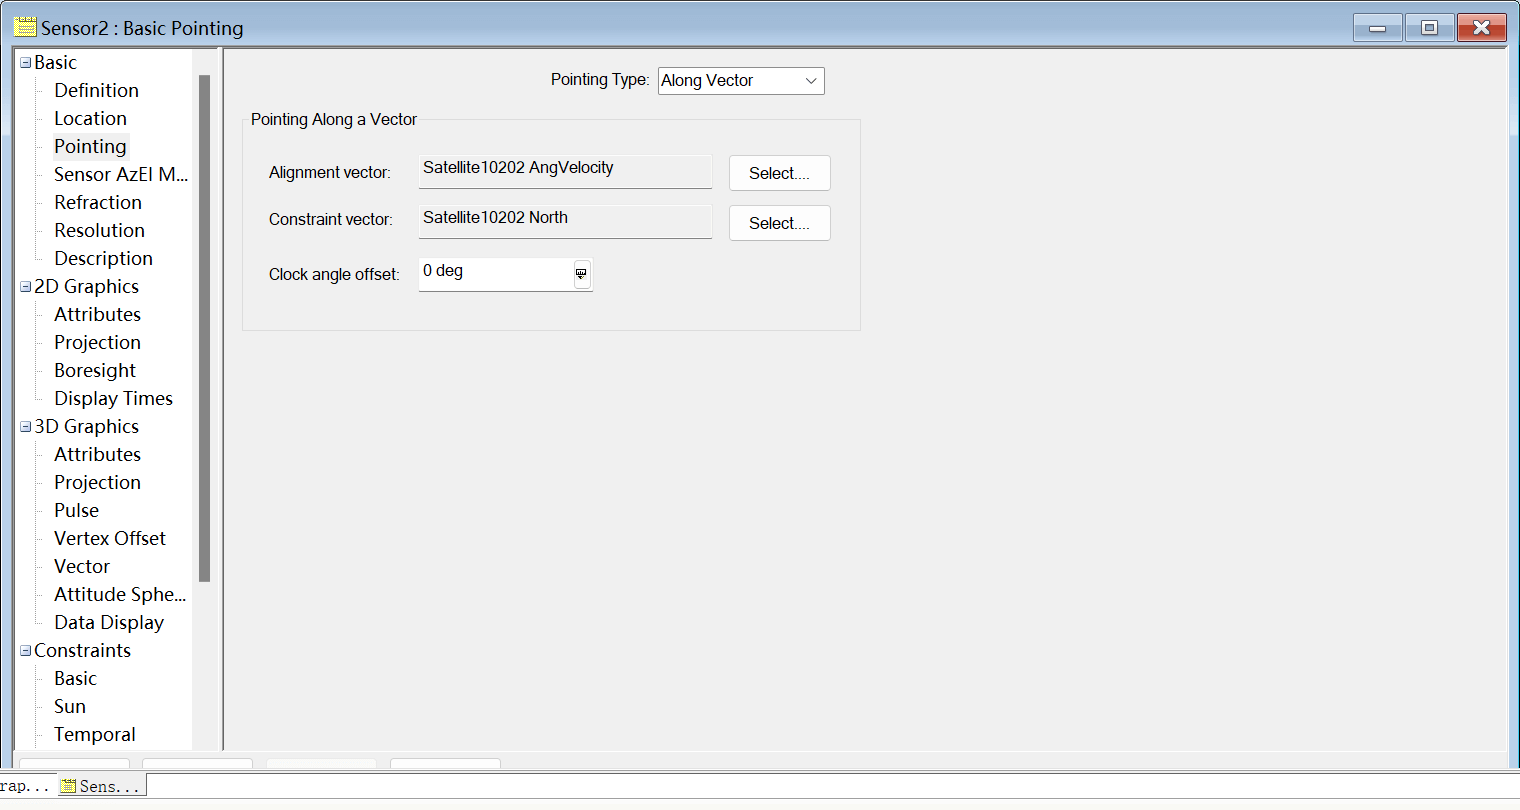 Sensor2 : Basic Pointing
Basic
Definition
Location
Pointing
Sensor AzEl M...
Refraction
Resolution
Description
2D Graphics
Attributes
Projection
Boresight
Display Times
3D Graphics
Attributes
Projection
Pulse
Vertex Offset
Vector
Attitude Sphe...
Data Display
Constraints
Basic
Sun
Temporal
Pointing Type: Along Vector
Pointing Along a Vector
Alignment vector: Satellite10202 AngVelocity Select....
Constraint vector: Satellite10202 North Select....
Clock angle offset: 0 deg
rap... Sens...